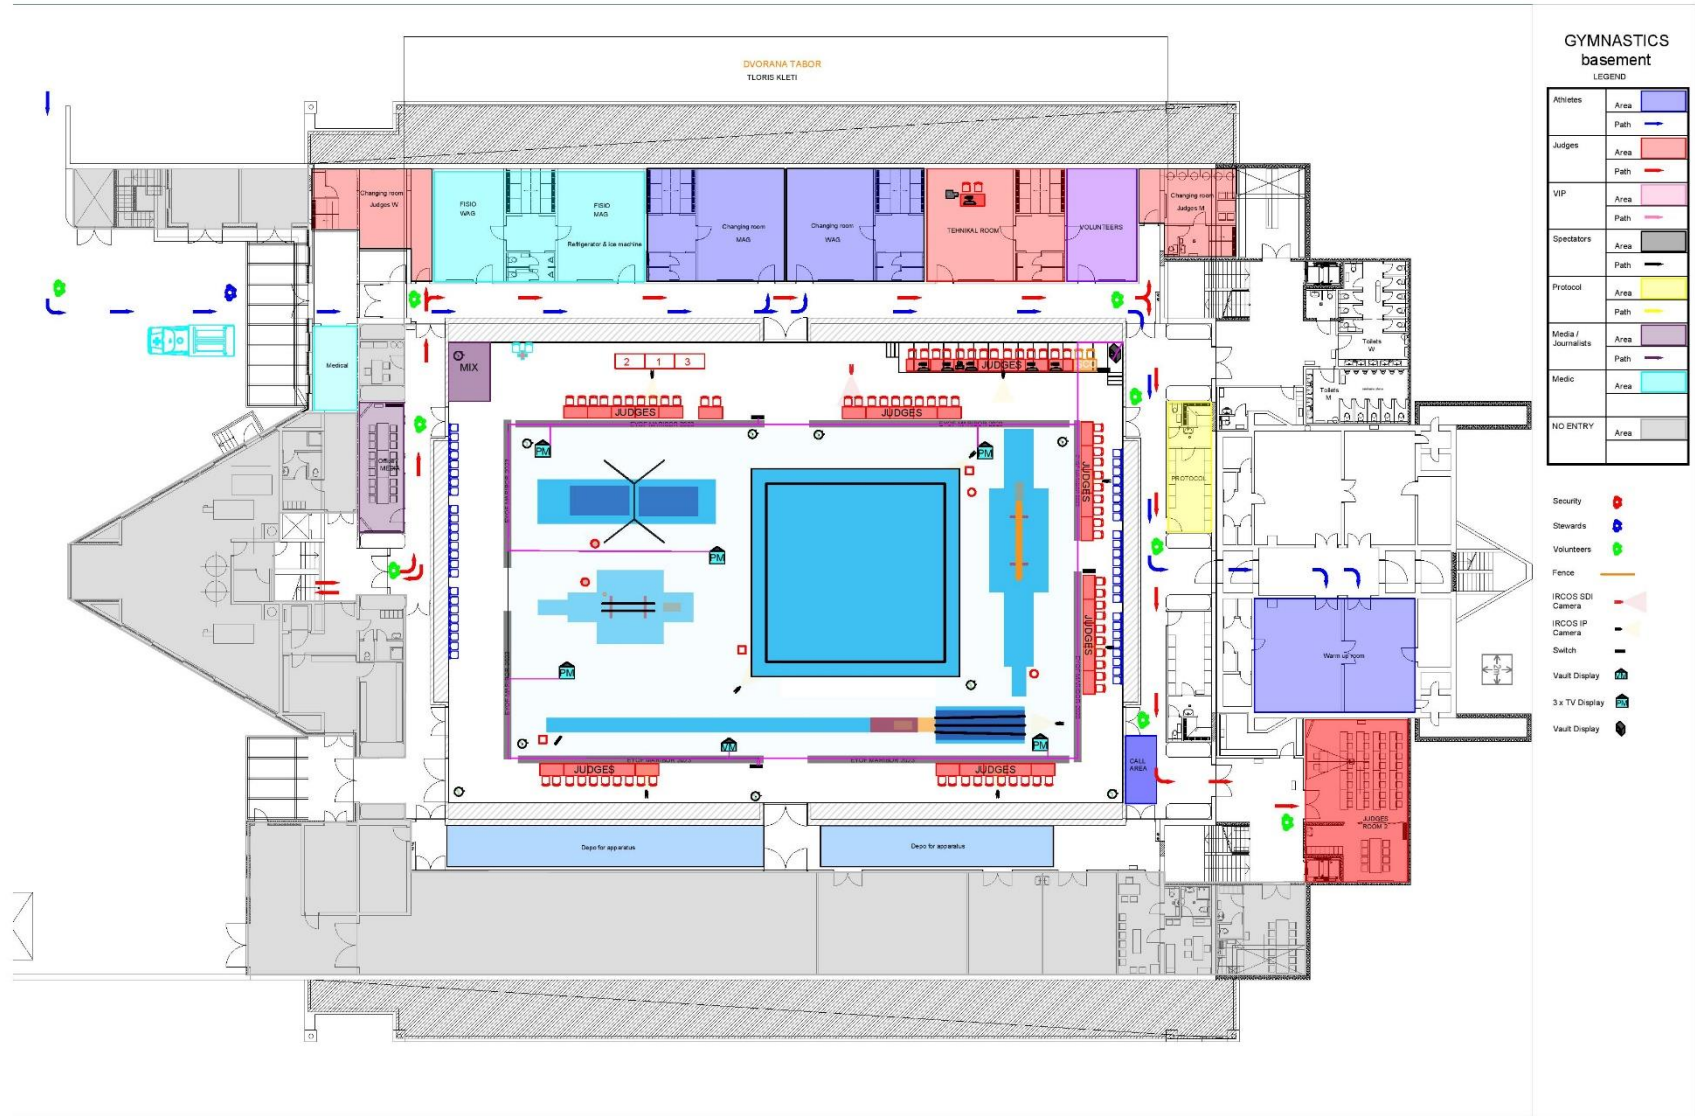 DVORANA TABOR
TLORIS KLETI
GYMNASTICS
basement
LEGEND
Athletes
Area
Path
Judges
Area
Path
VIP
Area
Path
Spectators
Area
Path
Protocol
Area
Path
Media /
Journalists
Area
Path
Medic
Area
NO ENTRY
Area
Security
Stewards
Volunteers
Fence
IRCOS SDI
Camera
IRCOS IP
Camera
Switch
Vault Display
VM
3 x TV Display
PM
Vault Display
Changing room
Judges W
FISIO
WAG
FISIO
MAG
Refrigerator & Ice machine
Changing room
MAG
Changing room
WAG
TEHNIKAL ROOM
VOLUNTEERS
Changing room
Judges M
Medical
MIX
2 1 3
JUDGES
JUDGES
JUDGES
Toilets
W
Toilets
M
MEDIA
PM
PM
JUDGES
PROTOCOL
PM
JUDGES
PM
Warm up room
VM
PM
JUDGES
JUDGES
CALL
AREA
JUDGES
ROOM 2
Depo for apparatus
Depo for apparatus